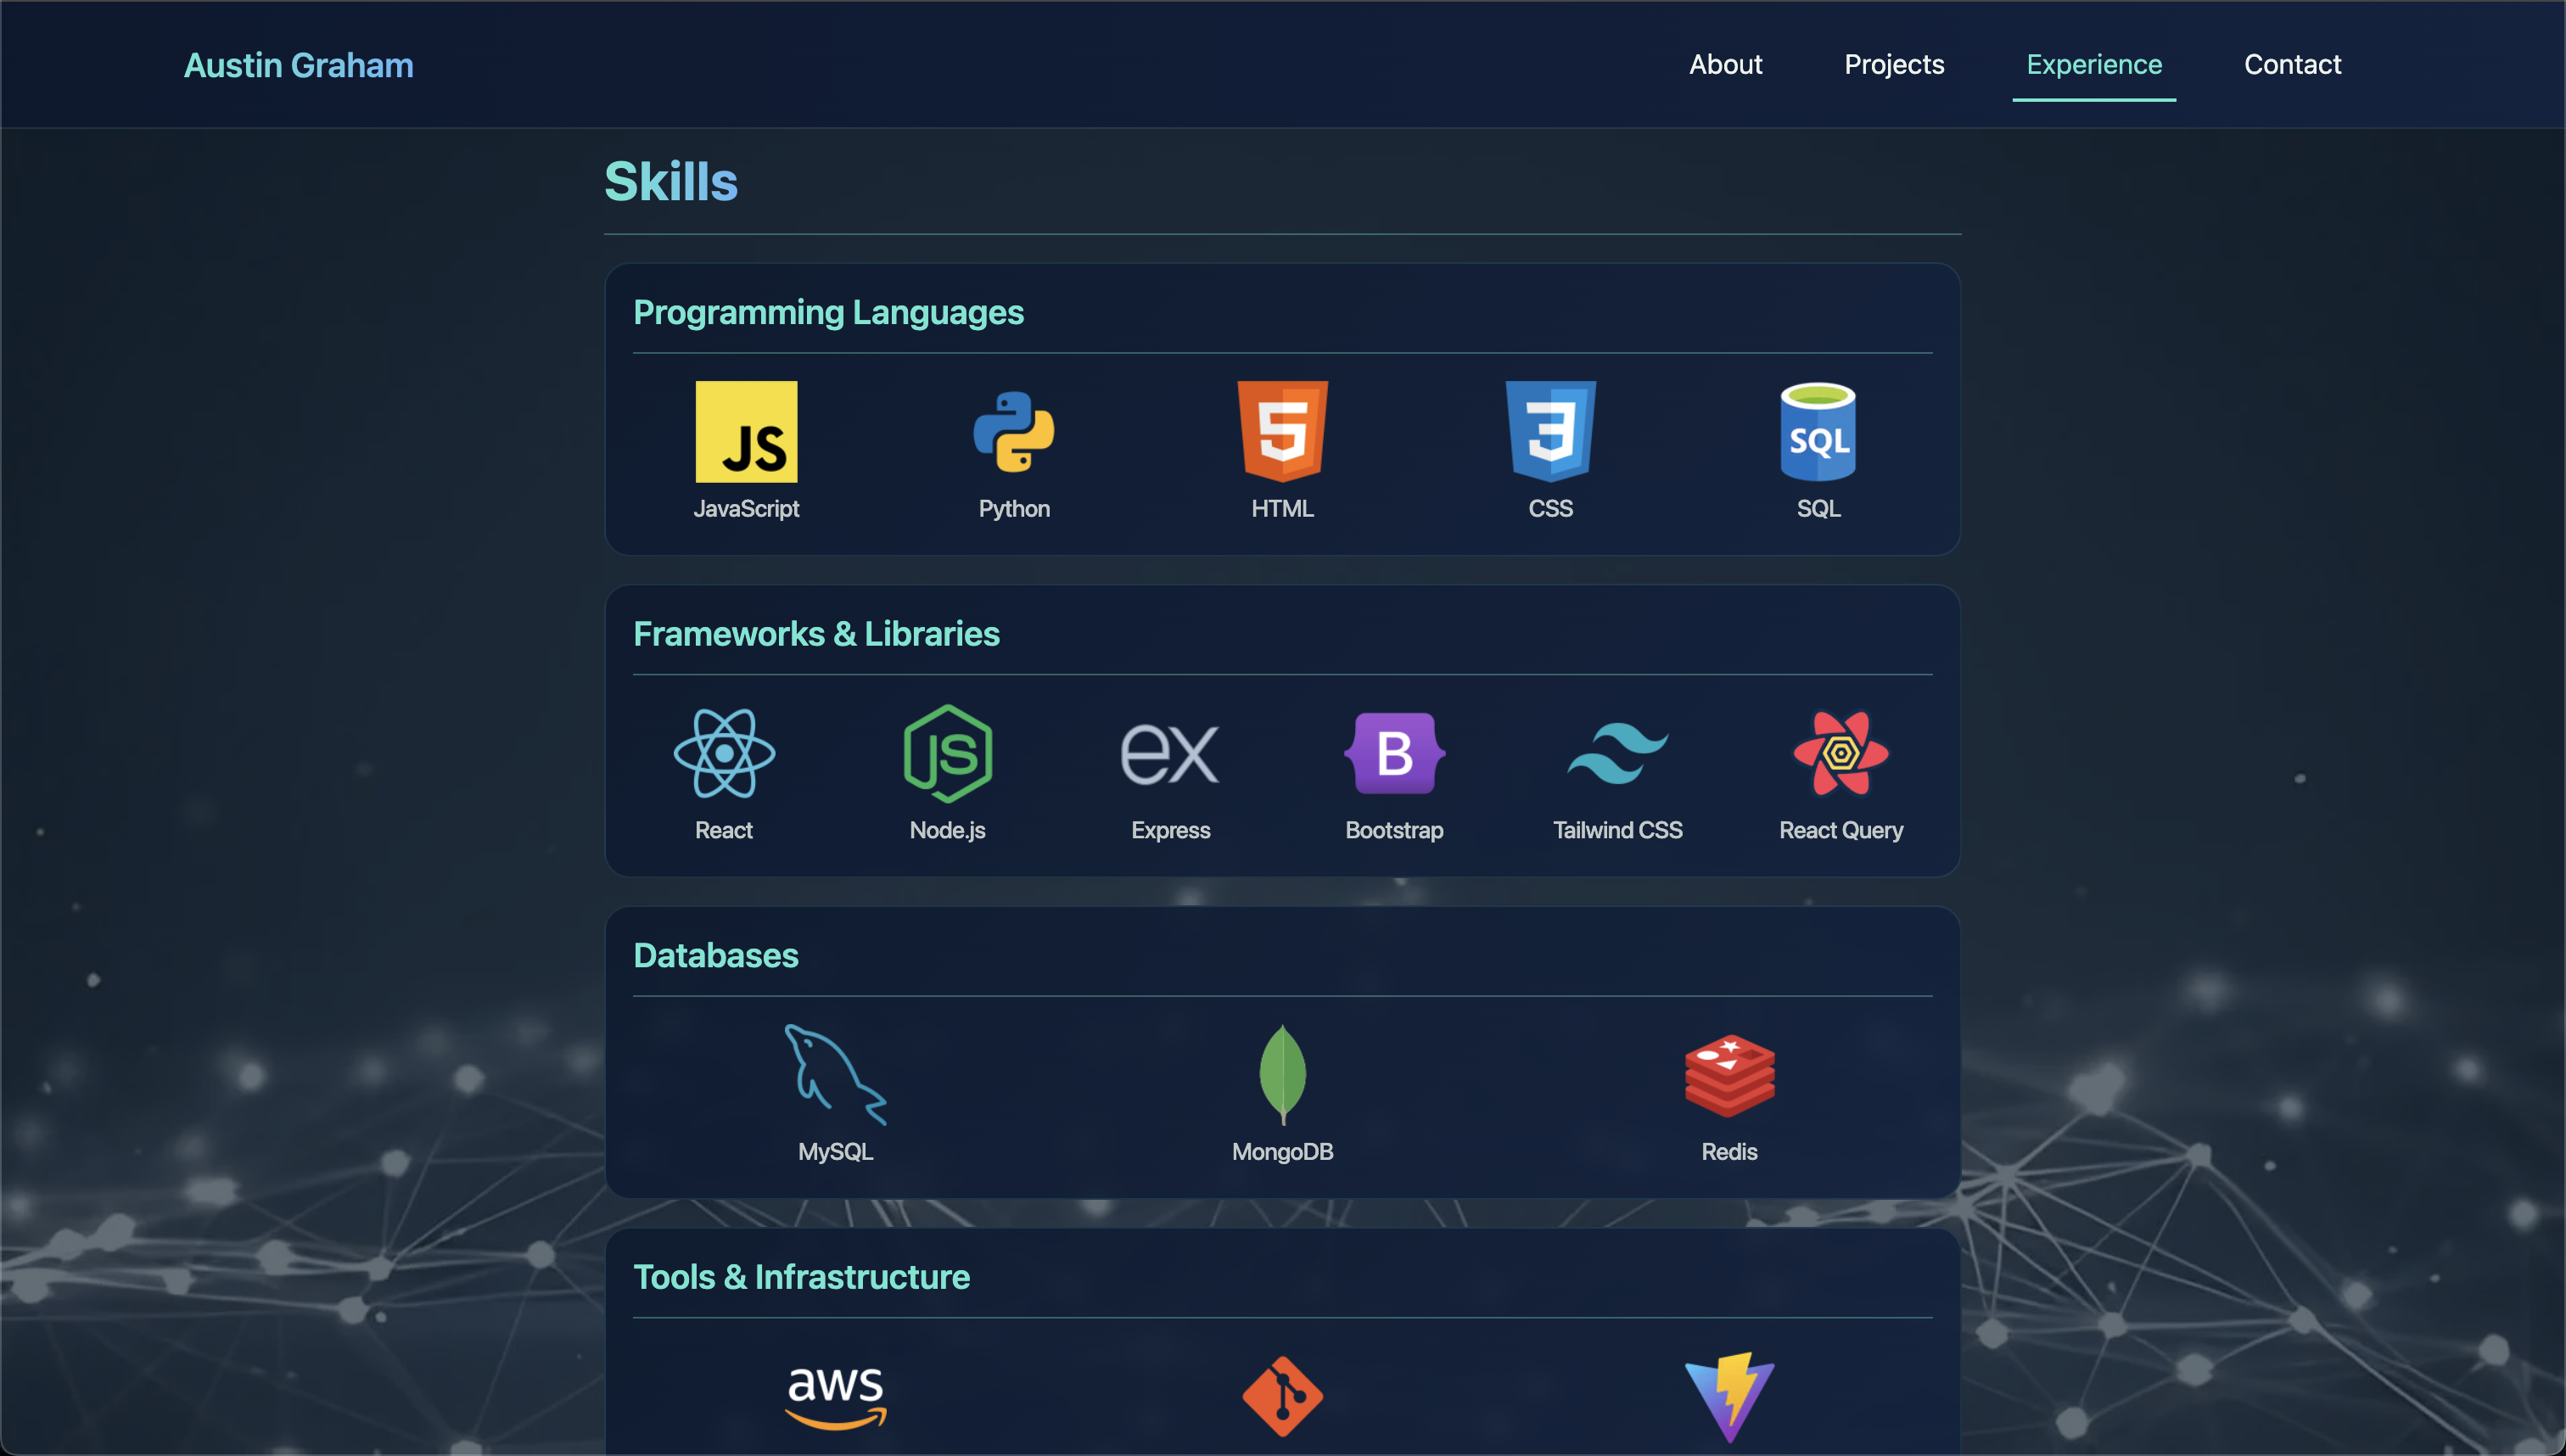 Austin Graham
About
Projects
Experience
Contact
Skills
Programming Languages
JS
5
3
SQL
JavaScript
Python
HTML
CSS
SQL
Frameworks & Libraries
JS
ex
B
React
Node.js
Express
Bootstrap
Tailwind CSS
React Query
Databases
MySQL
MongoDB
Redis
Tools & Infrastructure
aws